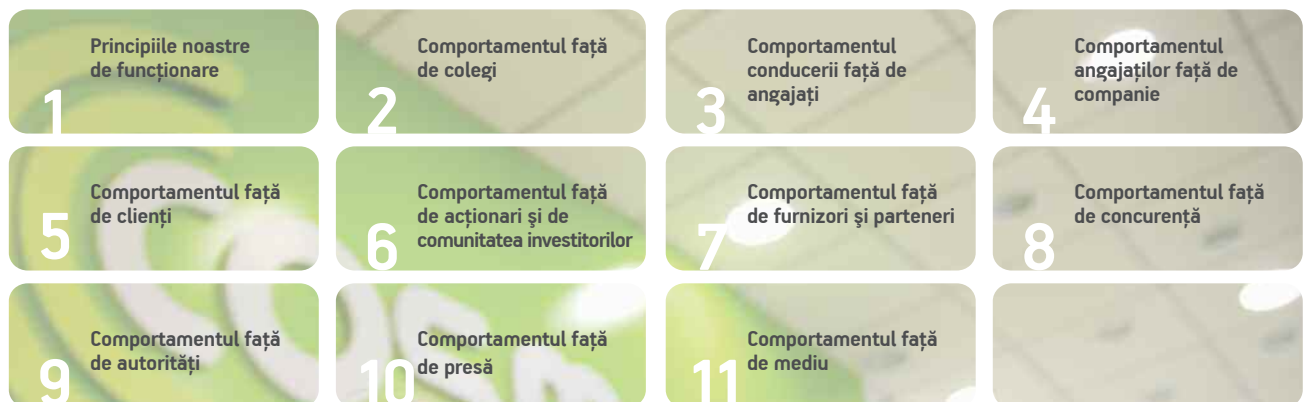 1
Principiile noastre
de funcționare
2
Comportamentul față
de colegi
3
Comportamentul
conducerii față de
angajați
4
Comportamentul
angajaților față de
companie
5
Comportamentul față
de clienți
6
Comportamentul față
de acționari şi de
comunitatea investitorilor
7
Comportamentul față
de furnizori şi parteneri
8
Comportamentul față
de concurență
9
Comportamentul față
de autorități
10
Comportamentul față
de presă
11
Comportamentul față
de mediu